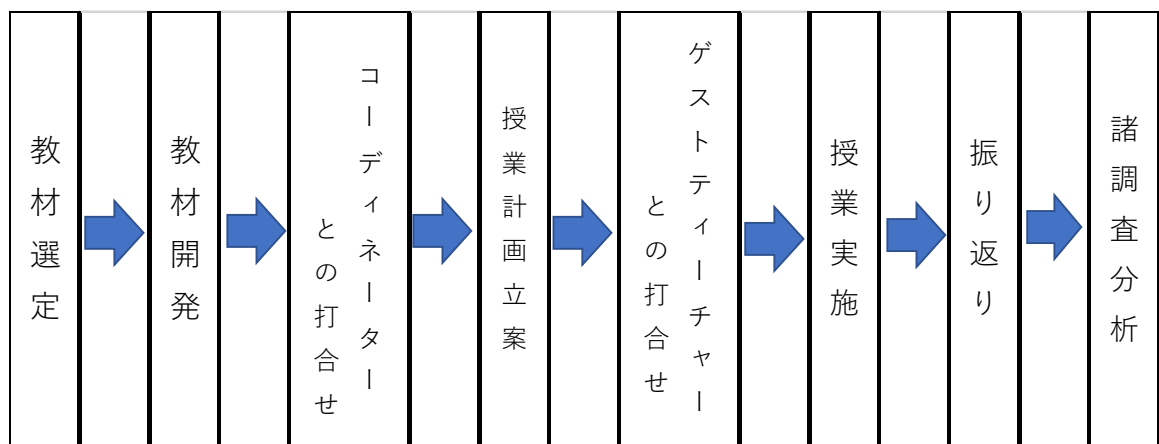 教材選定
教材開発
コーディネーター
との打合せ
授業計画立案
ゲストティーチャー
との打合せ
授業実施
振り返り
諸調査分析